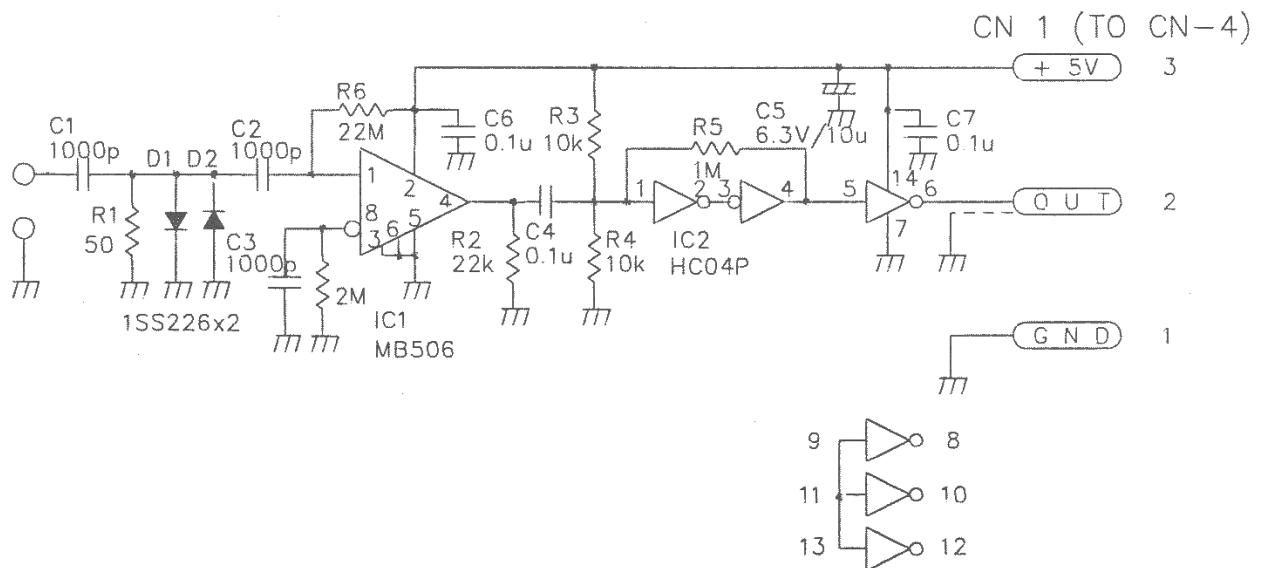 CN 1 (TO CN-4)
+ 5V 3
R6
22M
C6
0.1u
R3
10k
C5
6.3V/10u
R5
1M
C7
0.1u
C1
1000p
D1
D2
C2
1000p
1
2
4
8
3
6
5
R1
50
C3
1000p
2M
1SS226x2
IC1
MB506
R2
22k
C4
0.1u
R4
10k
1
2
3
4
IC2
HC04P
5
14
6
7
OUT 2
GND 1
9 8
11 10
13 12